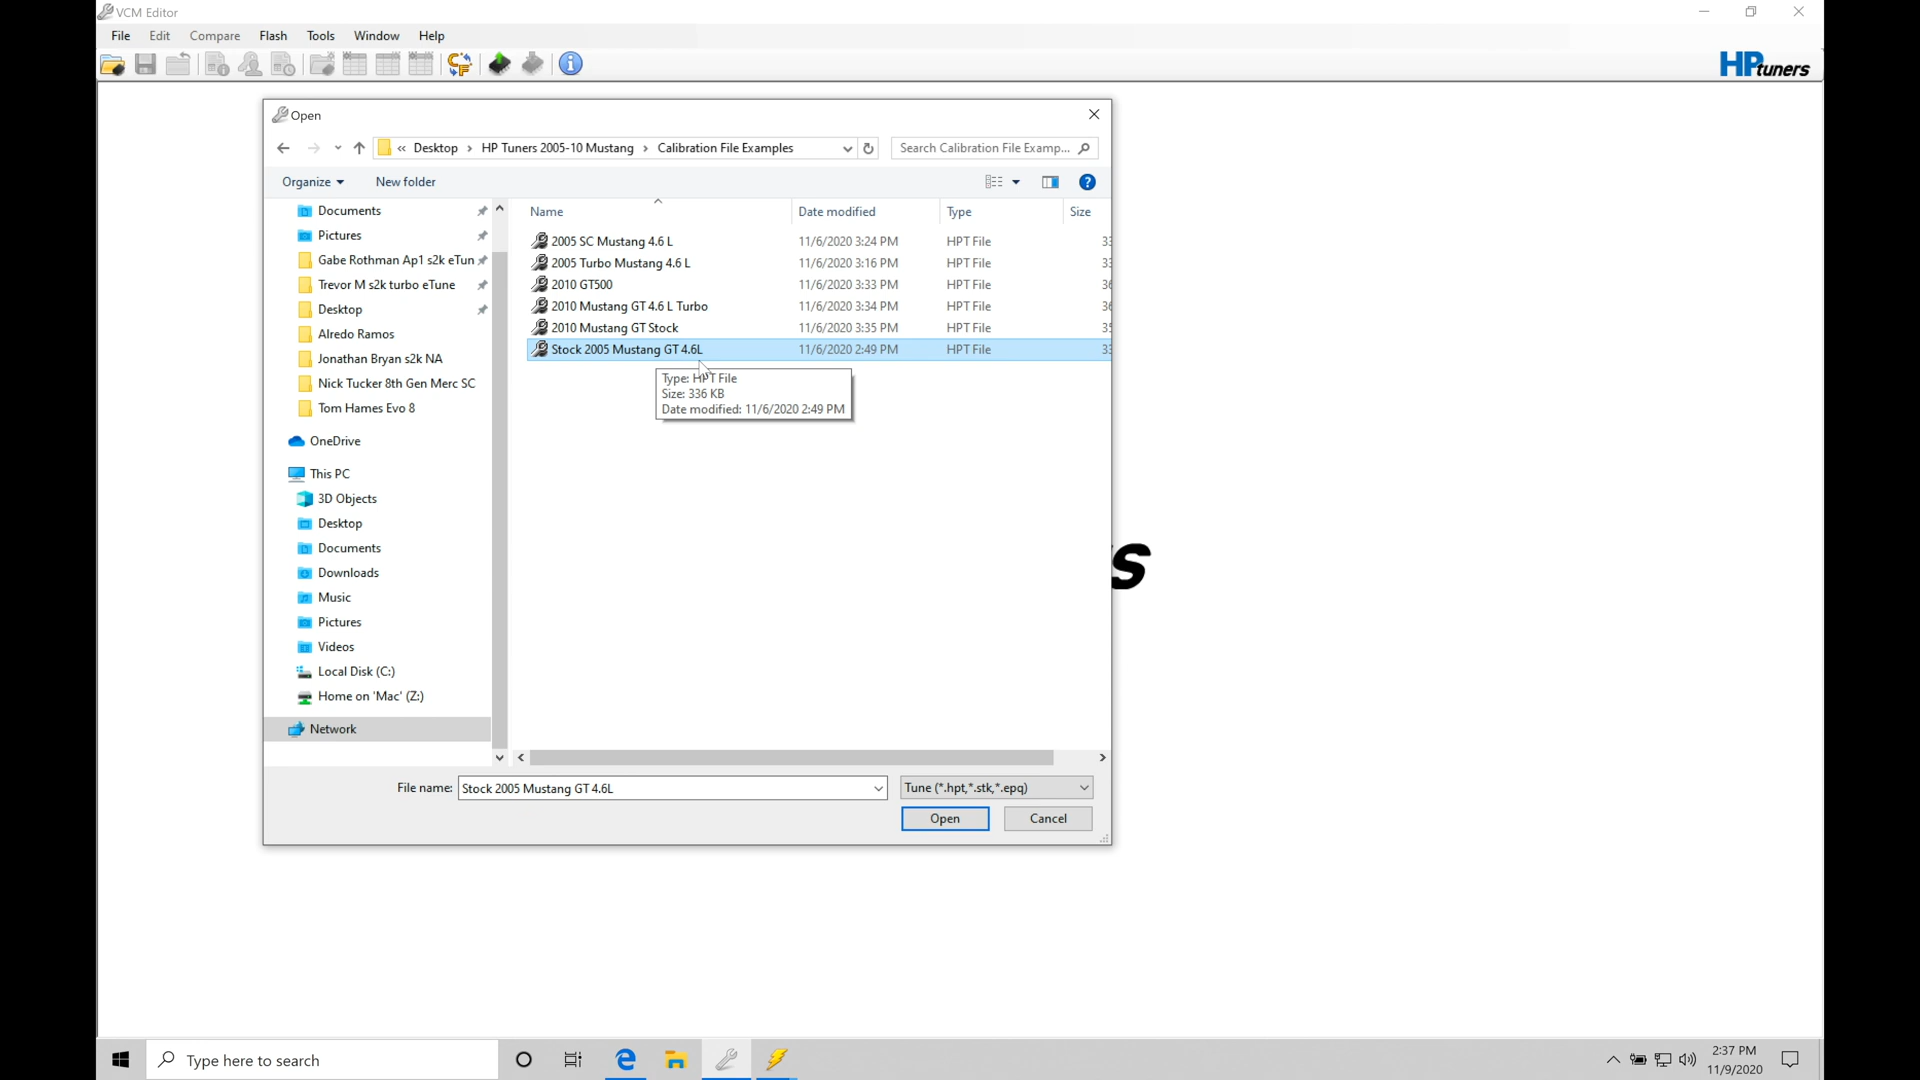 VCM Editor
File Edit Compare Flash Tools Window Help
HPtuners
Open
« Desktop › HP Tuners 2005-10 Mustang › Calibration File Examples
Search Calibration File Examp...
Organize New folder
Name Date modified Type Size
2005 SC Mustang 4.6 L 11/6/2020 3:24 PM HPT File 33
2005 Turbo Mustang 4.6 L 11/6/2020 3:16 PM HPT File 33
2010 GT500 11/6/2020 3:33 PM HPT File 36
2010 Mustang GT 4.6 L Turbo 11/6/2020 3:34 PM HPT File 36
2010 Mustang GT Stock 11/6/2020 3:35 PM HPT File 35
Stock 2005 Mustang GT 4.6L 11/6/2020 2:49 PM HPT File 33
Type: HPT File
Size: 336 KB
Date modified: 11/6/2020 2:49 PM
Documents
Pictures
Gabe Rothman Ap1 s2k eTun
Trevor M s2k turbo eTune
Desktop
Alredo Ramos
Jonathan Bryan s2k NA
Nick Tucker 8th Gen Merc SC
Tom Hames Evo 8
OneDrive
This PC
3D Objects
Desktop
Documents
Downloads
Music
Pictures
Videos
Local Disk (C:)
Home on 'Mac' (Z:)
Network
s
File name: Stock 2005 Mustang GT 4.6L
Tune (*.hpt,*.stk,*.epq)
Open Cancel
Type here to search
2:37 PM
11/9/2020